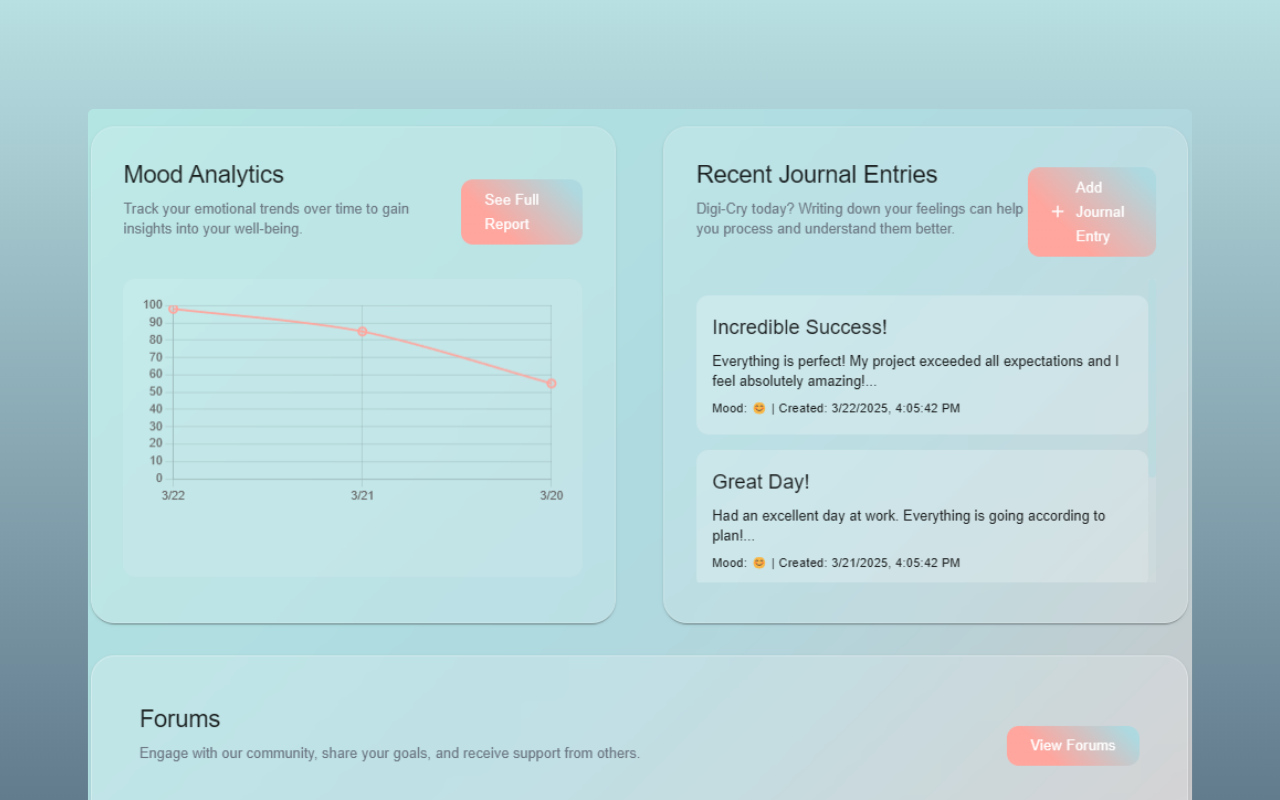 Mood Analytics
Track your emotional trends over time to gain
insights into your well-being.
See Full
Report
100
90
80
70
60
50
40
30
20
10
0
3/22
3/21
3/20
Recent Journal Entries
Digi-Cry today? Writing down your feelings can help
you process and understand them better.
+ Add
Journal
Entry
Incredible Success!
Everything is perfect! My project exceeded all expectations and I
feel absolutely amazing!...
Mood: 😊 | Created: 3/22/2025, 4:05:42 PM
Great Day!
Had an excellent day at work. Everything is going according to
plan!...
Mood: 😊 | Created: 3/21/2025, 4:05:42 PM
Forums
Engage with our community, share your goals, and receive support from others.
View Forums